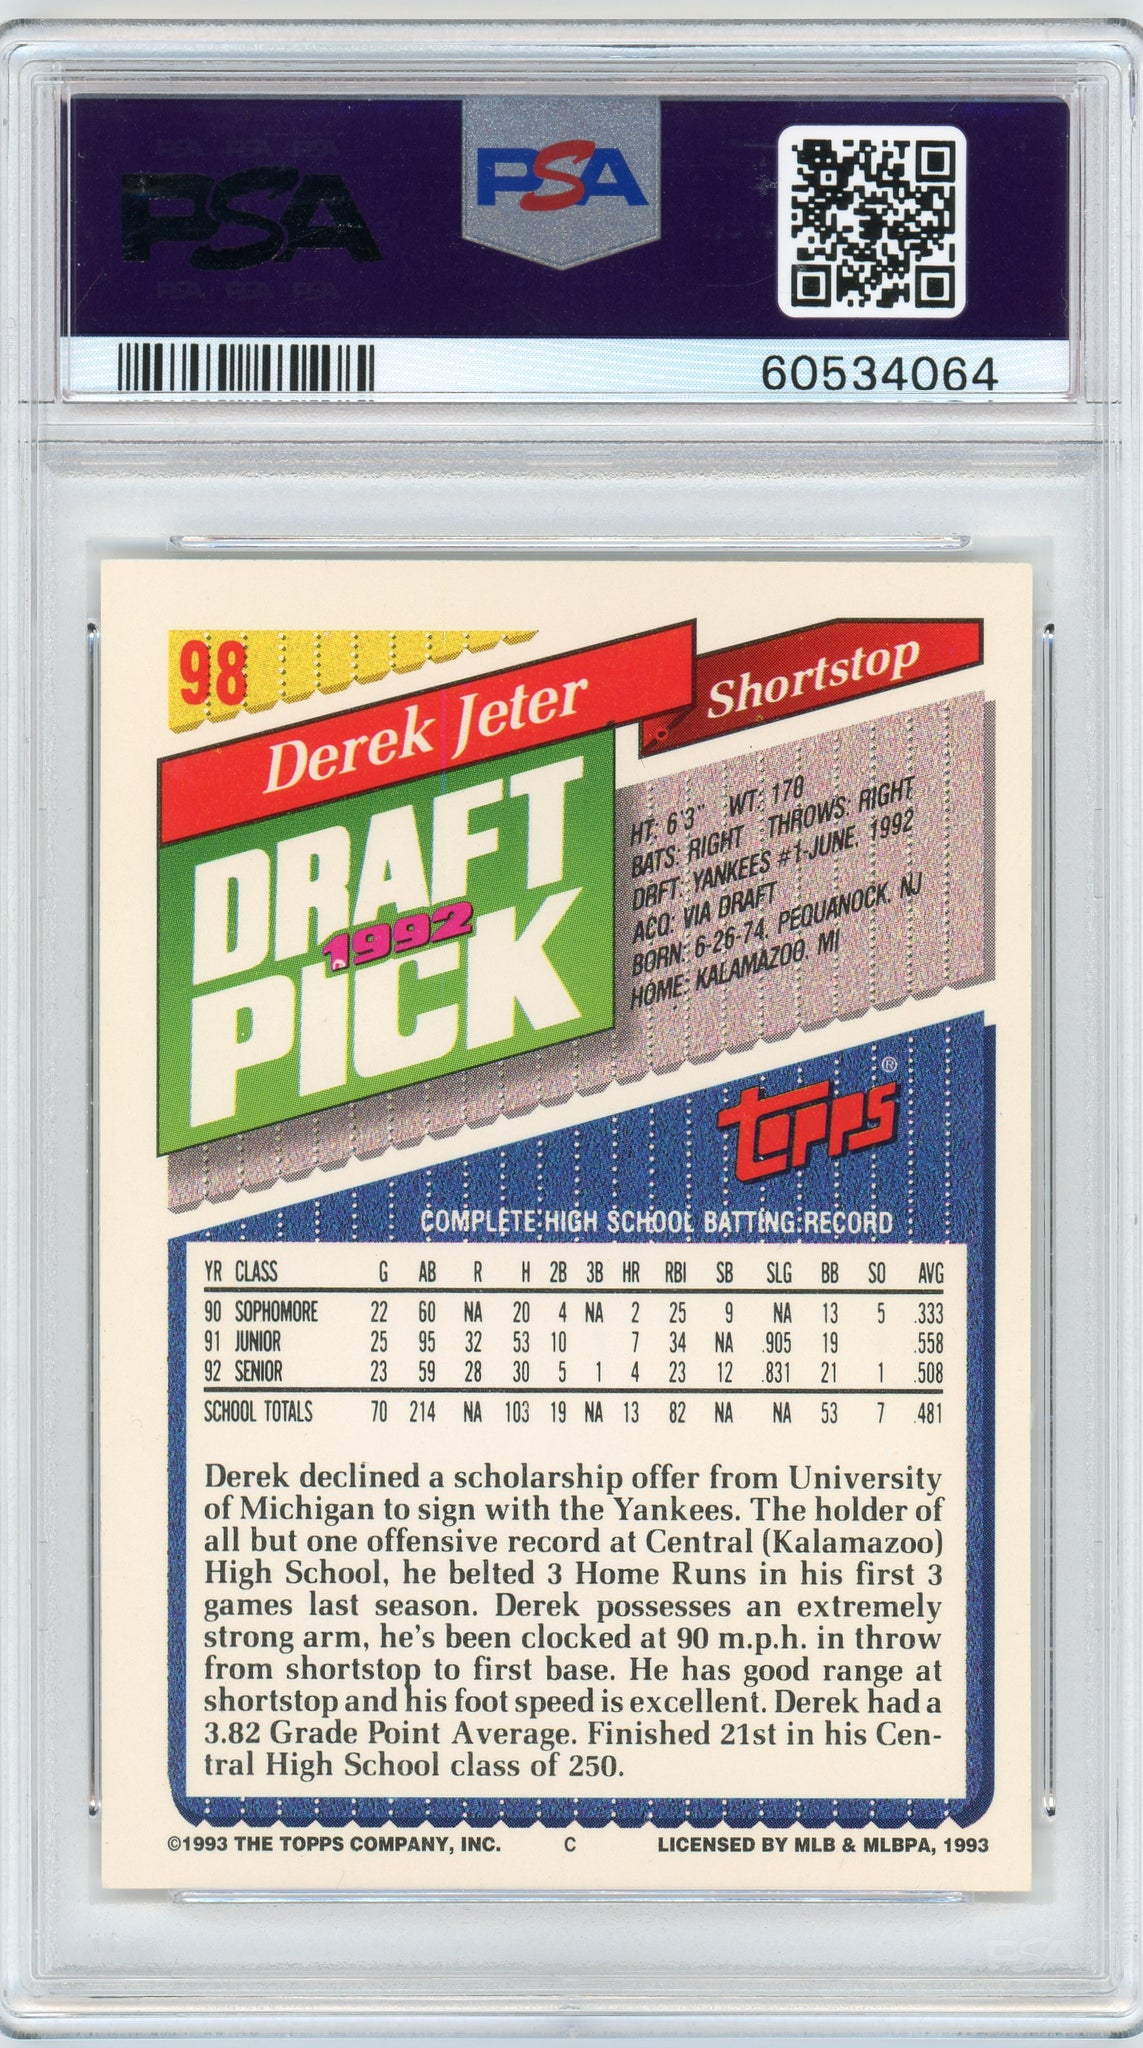 PSA
PSA
60534064
98
Derek Jeter
Shortstop
DRAFT
1992
PICK
HT: 6'3" WT: 178
BATS: RIGHT THROWS: RIGHT
DRFT: YANKEES #1-JUNE, 1992
ACQ: VIA DRAFT
BORN: 6-26-74, PEQUANOCK, NJ
HOME: KALAMAZOO, MI
topps®
COMPLETE HIGH SCHOOL BATTING RECORD
YR CLASS G AB R H 2B 3B HR RBI SB SLG BB SO AVG
90 SOPHOMORE 22 60 NA 20 4 NA 2 25 9 NA 13 5 .333
91 JUNIOR 25 95 32 53 10 7 34 NA .905 19 .558
92 SENIOR 23 59 28 30 5 1 4 23 12 .831 21 1 .508
SCHOOL TOTALS 70 214 NA 103 19 NA 13 82 NA NA 53 7 .481
Derek declined a scholarship offer from University
of Michigan to sign with the Yankees. The holder of
all but one offensive record at Central (Kalamazoo)
High School, he belted 3 Home Runs in his first 3
games last season. Derek possesses an extremely
strong arm, he's been clocked at 90 m.p.h. in throw
from shortstop to first base. He has good range at
shortstop and his foot speed is excellent. Derek had a
3.82 Grade Point Average. Finished 21st in his Cen-
tral High School class of 250.
©1993 THE TOPPS COMPANY, INC. C LICENSED BY MLB & MLBPA, 1993
PSA